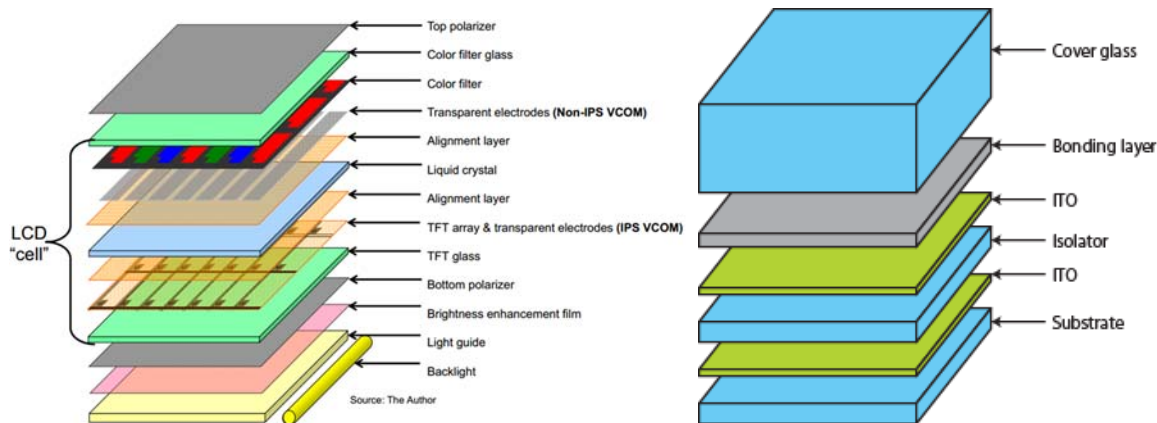 Top polarizer
Color filter glass
Color filter
Transparent electrodes (Non-IPS VCOM)
Alignment layer
Liquid crystal
Alignment layer
TFT array & transparent electrodes (IPS VCOM)
TFT glass
Bottom polarizer
Brightness enhancement film
Light guide
Backlight
Source: The Author
LCD
“cell”
Cover glass
Bonding layer
ITO
Isolator
ITO
Substrate